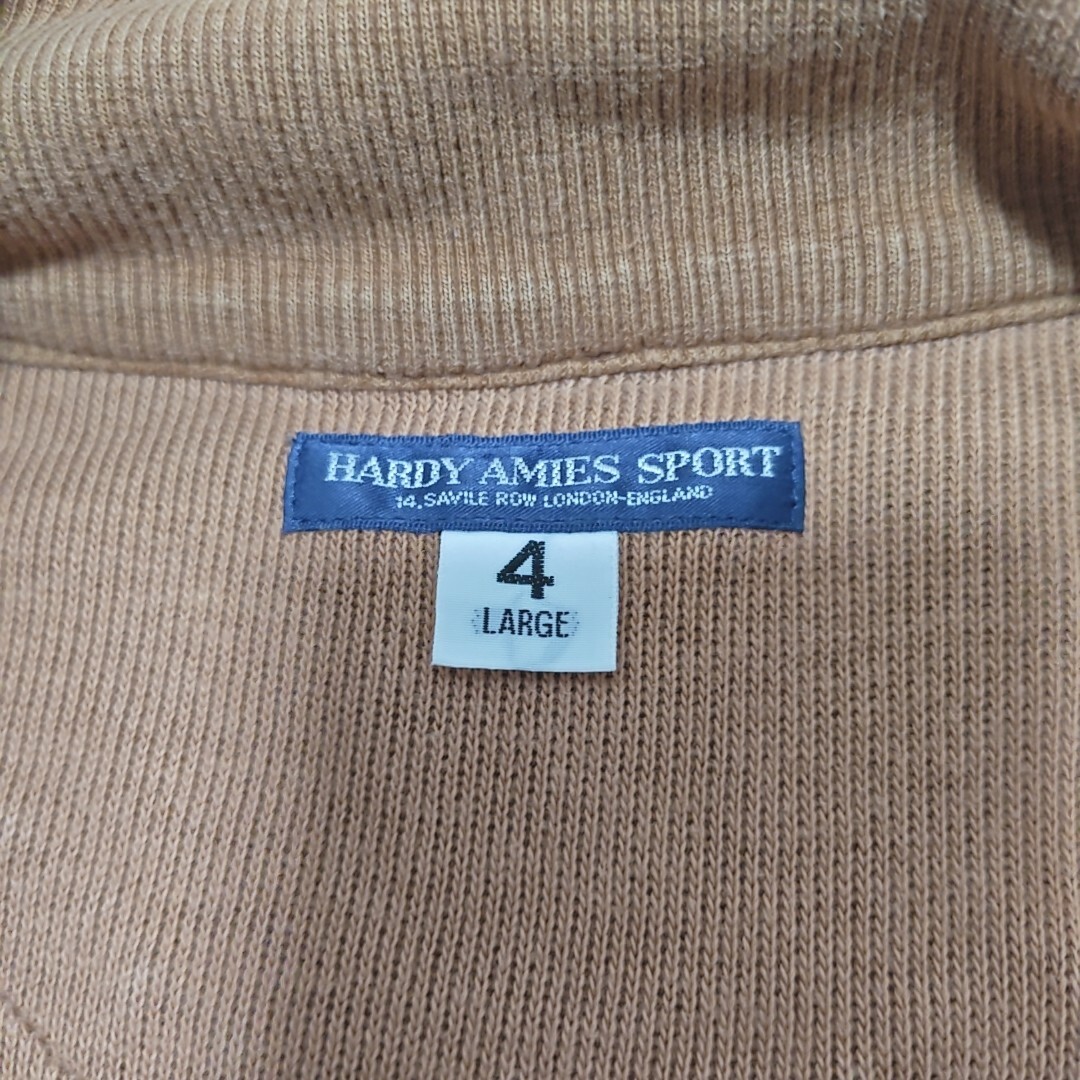 HARDY AMIES SPORT
14.SAVILE ROW LONDON-ENGLAND
4
LARGE